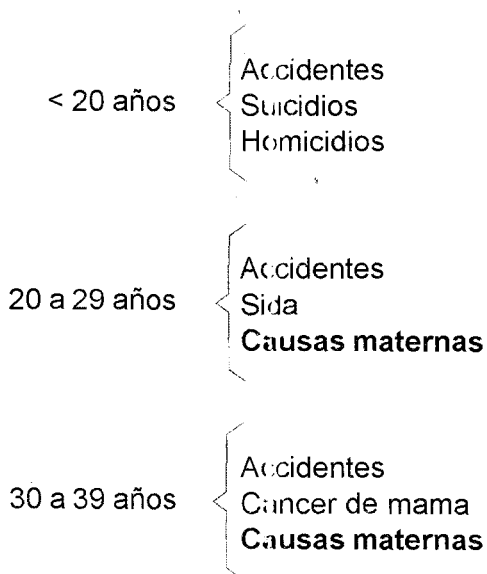 Accidentes
< 20 años Suicidios
Homicidios
Accidentes
20 a 29 años Sida
Causas maternas
Accidentes
30 a 39 años Cancer de mama
Causas maternas